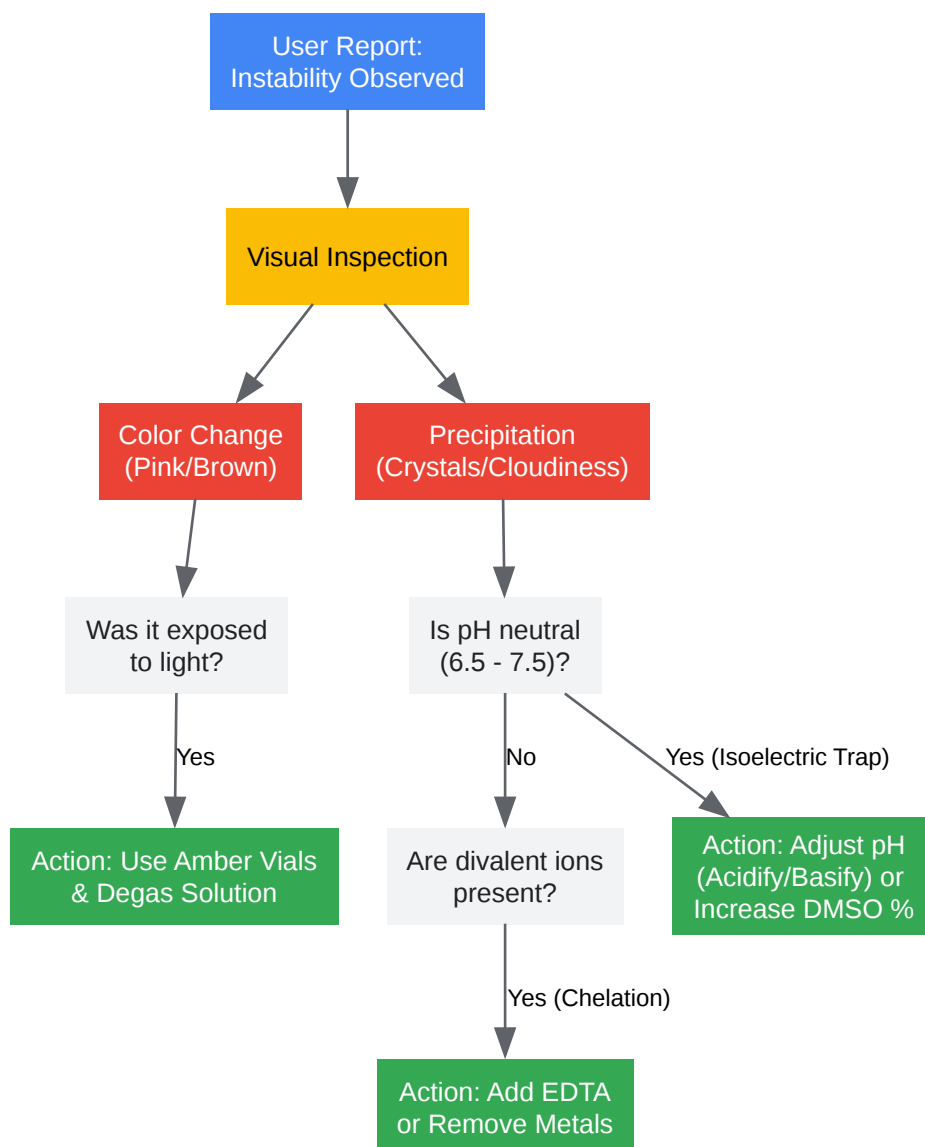 User Report:
Instability Observed
Visual Inspection
Color Change
(Pink/Brown)
Precipitation
(Crystals/Cloudiness)
Was it exposed
to light?
Is pH neutral
(6.5 - 7.5)?
Yes
No
Yes (Isoelectric Trap)
Action: Use Amber Vials
& Degas Solution
Are divalent ions
present?
Action: Adjust pH
(Acidify/Basify) or
Increase DMSO %
Yes (Chelation)
Action: Add EDTA
or Remove Metals